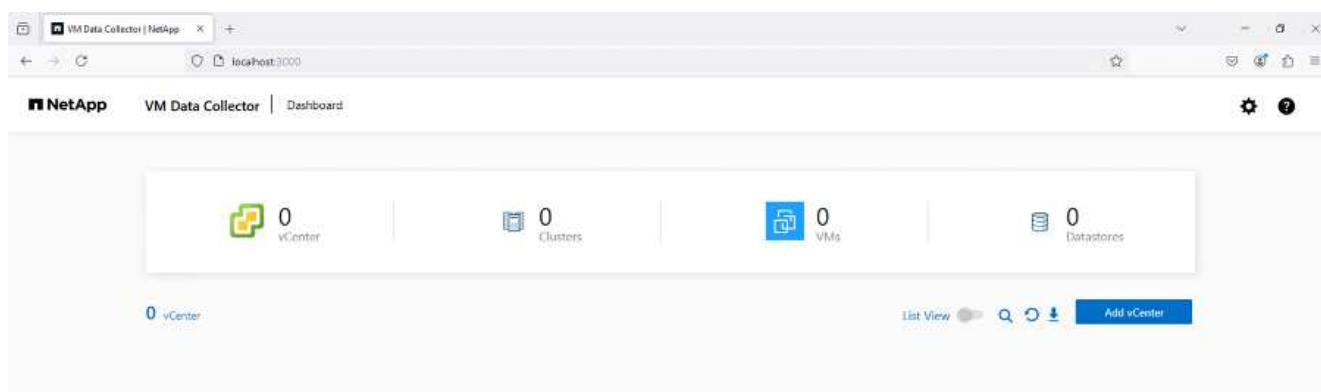 VM Data Collector | NetApp
localhost:3000
NetApp VM Data Collector Dashboard
0 vCenter
0 Clusters
0 VMs
0 Datastores
0 vCenter
List View
Add vCenter